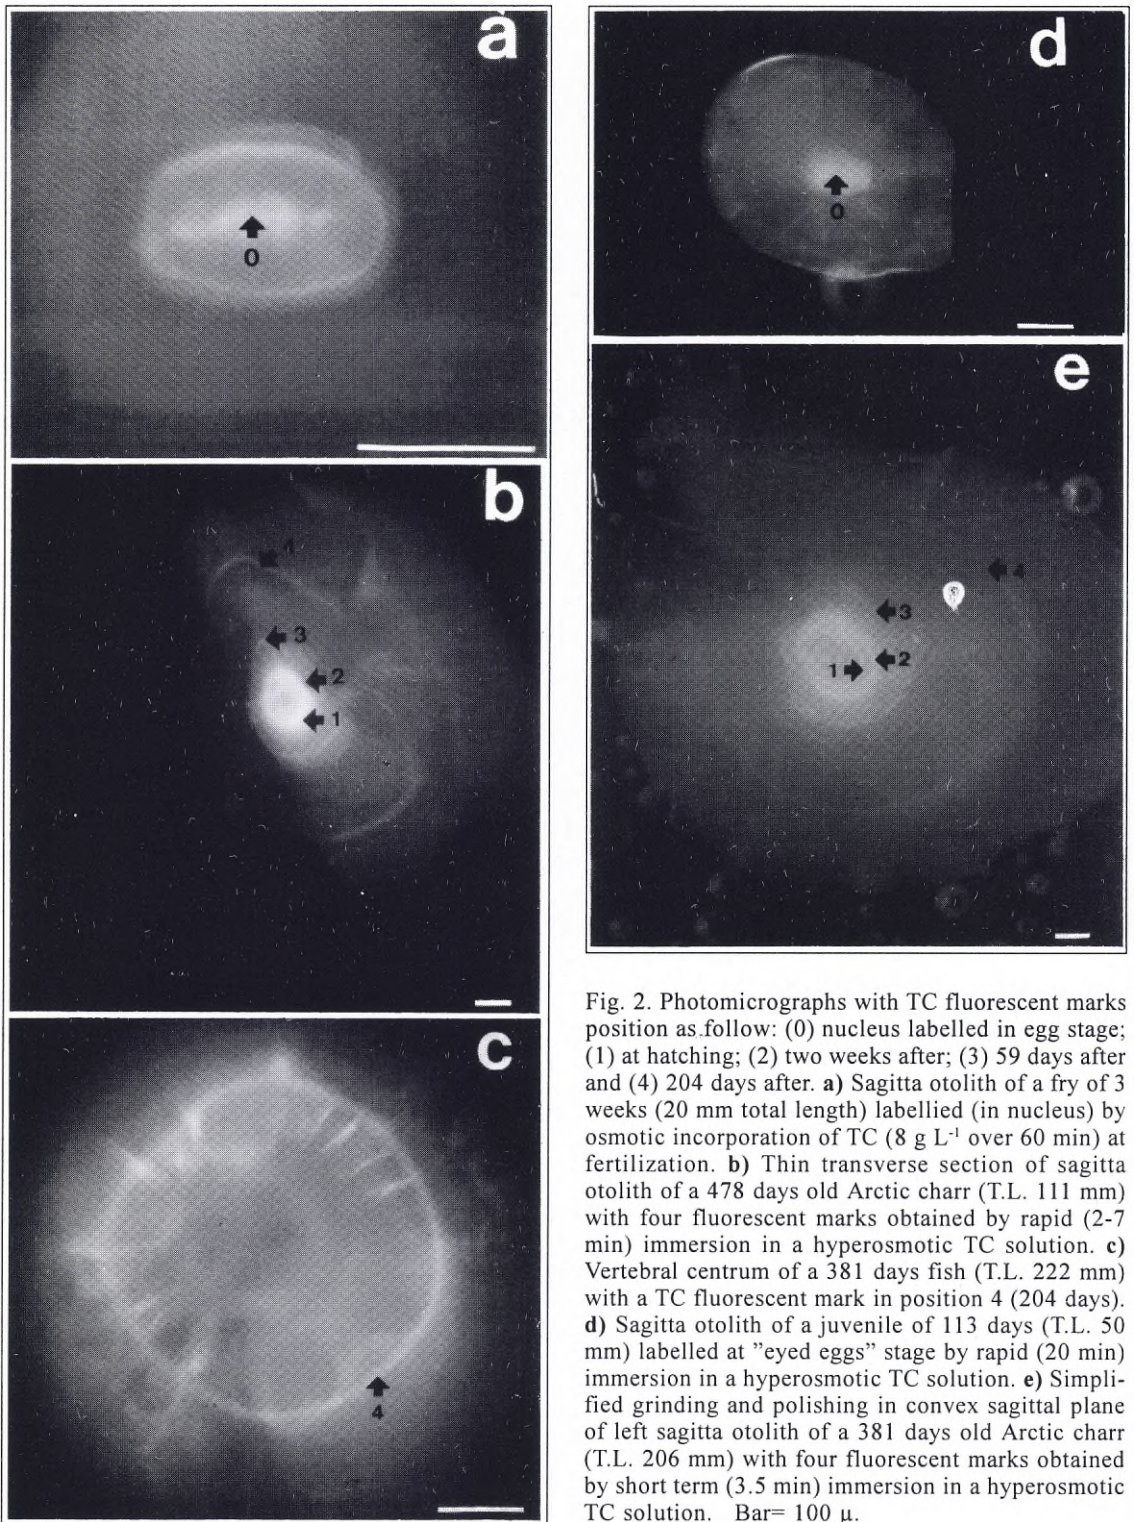 a
0
b
4
3
2
1
c
4
d
0
e
4
3
2
1
Fig. 2. Photomicrographs with TC fluorescent marks
position as follow: (0) nucleus labelled in egg stage;
(1) at hatching; (2) two weeks after; (3) 59 days after
and (4) 204 days after. a) Sagitta otolith of a fry of 3
weeks (20 mm total length) labellied (in nucleus) by
osmotic incorporation of TC (8 g L⁻¹ over 60 min) at
fertilization. b) Thin transverse section of sagitta
otolith of a 478 days old Arctic charr (T.L. 111 mm)
with four fluorescent marks obtained by rapid (2-7
min) immersion in a hyperosmotic TC solution. c)
Vertebral centrum of a 381 days fish (T.L. 222 mm)
with a TC fluorescent mark in position 4 (204 days).
d) Sagitta otolith of a juvenile of 113 days (T.L. 50
mm) labelled at "eyed eggs" stage by rapid (20 min)
immersion in a hyperosmotic TC solution. e) Simpli-
fied grinding and polishing in convex sagittal plane
of left sagitta otolith of a 381 days old Arctic charr
(T.L. 206 mm) with four fluorescent marks obtained
by short term (3.5 min) immersion in a hyperosmotic
TC solution. Bar= 100 μ.